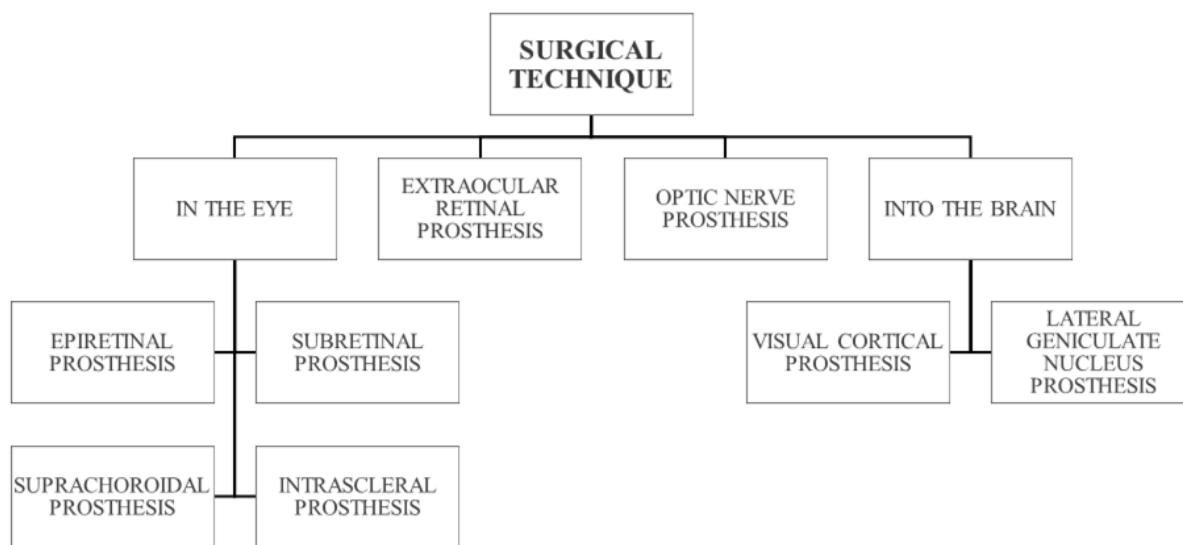 SURGICAL
TECHNIQUE
IN THE EYE
EXTRAOCULAR
RETINAL
PROSTHESIS
OPTIC NERVE
PROSTHESIS
INTO THE BRAIN
EPIRETINAL
PROSTHESIS
SUBRETINAL
PROSTHESIS
VISUAL CORTICAL
PROSTHESIS
LATERAL
GENICULATE
NUCLEUS
PROSTHESIS
SUPRACHOROIDAL
PROSTHESIS
INTRASCLERAL
PROSTHESIS